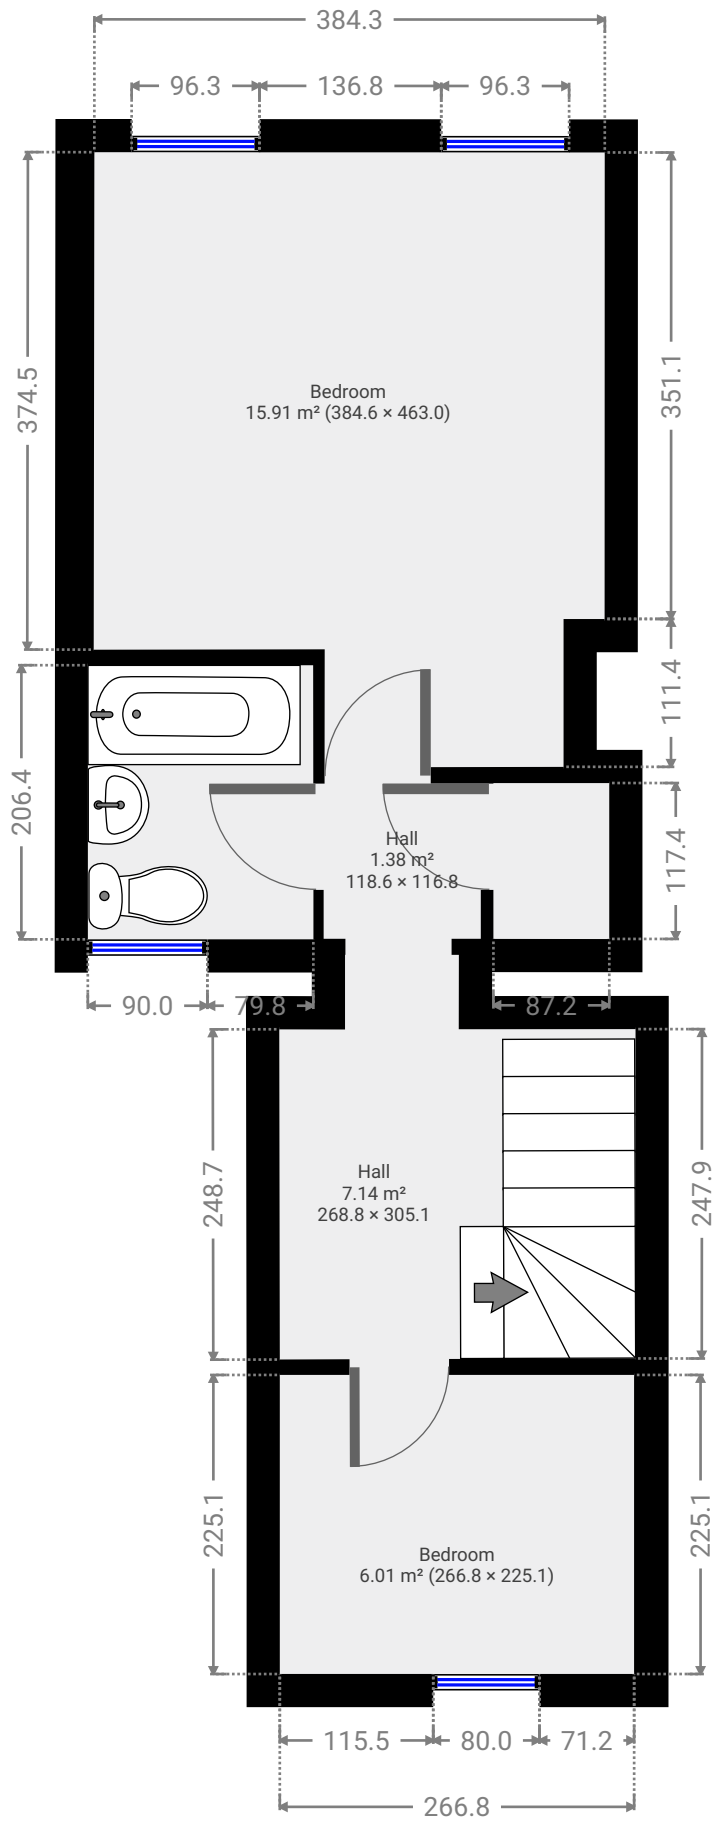 384.3
96.3 136.8 96.3
374.5
351.1
Bedroom
15.91 m² (384.6 × 463.0)
111.4
206.4
117.4
Hall
1.38 m²
118.6 × 116.8
90.0 79.8 87.2
248.7
247.9
Hall
7.14 m²
268.8 × 305.1
225.1
225.1
Bedroom
6.01 m² (266.8 × 225.1)
115.5 80.0 71.2
266.8